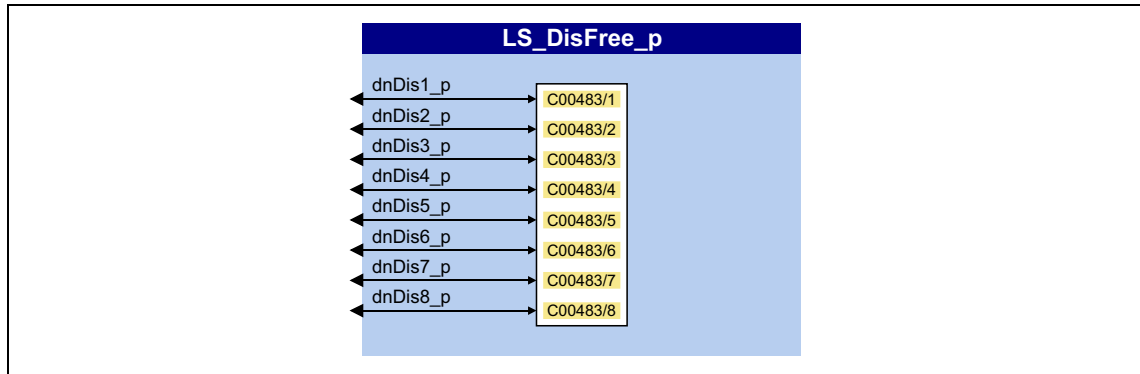 LS_DisFree_p
dnDis1_p
C00483/1
dnDis2_p
C00483/2
dnDis3_p
C00483/3
dnDis4_p
C00483/4
dnDis5_p
C00483/5
dnDis6_p
C00483/6
dnDis7_p
C00483/7
dnDis8_p
C00483/8